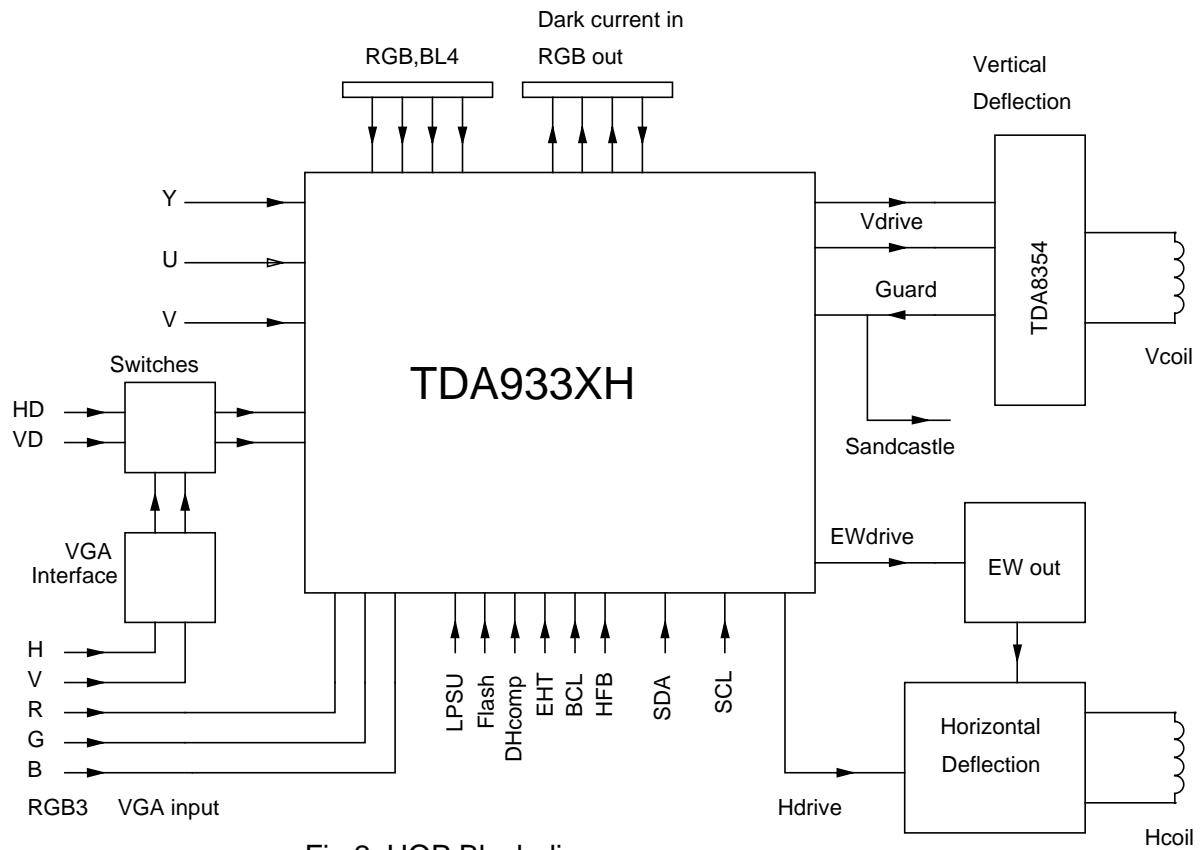 Dark current in
RGB,BL4
RGB out
Vertical
Deflection
Y
Vdrive
U
TDA8354
Guard
V
Vcoil
Switches
TDA933XH
HD
VD
Sandcastle
EWdrive
VGA
Interface
EW out
H
V
R
G
B
LPSU
Flash
DHcomp
EHT
BCL
HFB
SDA
SCL
Horizontal
Deflection
RGB3 VGA input
Hdrive
Hcoil